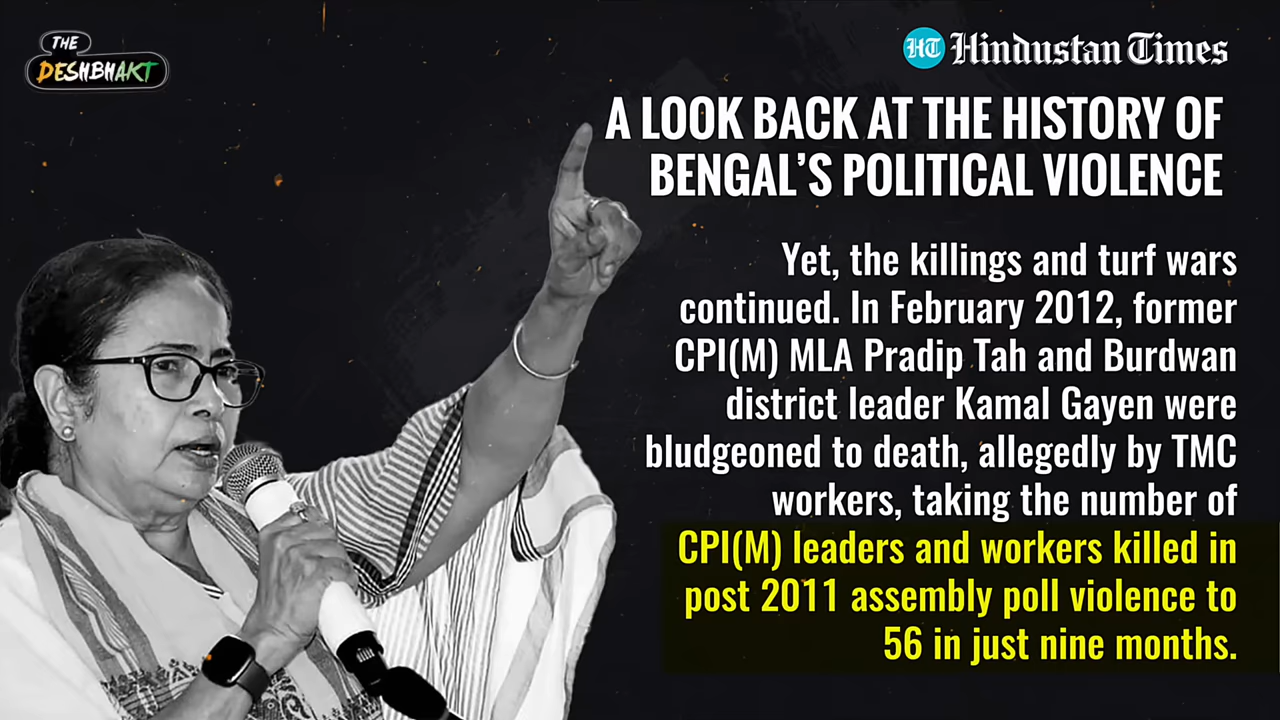 THE
DESHBHAKT
HT Hindustan Times
A LOOK BACK AT THE HISTORY OF
BENGAL’S POLITICAL VIOLENCE
Yet, the killings and turf wars
continued. In February 2012, former
CPI(M) MLA Pradip Tah and Burdwan
district leader Kamal Gayen were
bludgeoned to death, allegedly by TMC
workers, taking the number of
CPI(M) leaders and workers killed in
post 2011 assembly poll violence to
56 in just nine months.